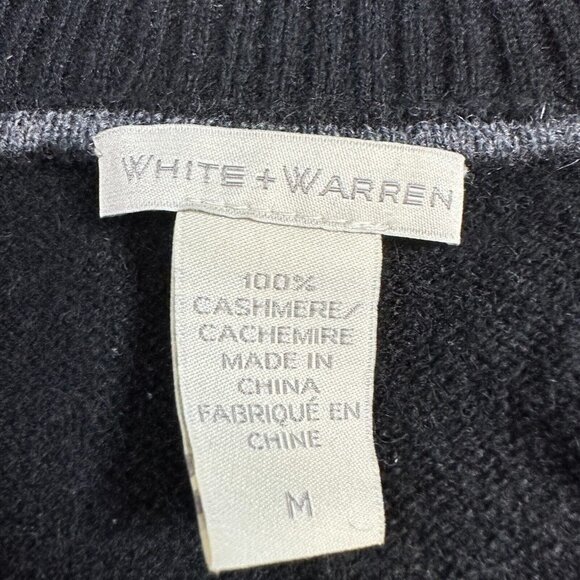 WHITE + WARREN
100%
CASHMERE/
CACHEMIRE
MADE IN
CHINA
FABRIQUÉ EN
CHINE
M